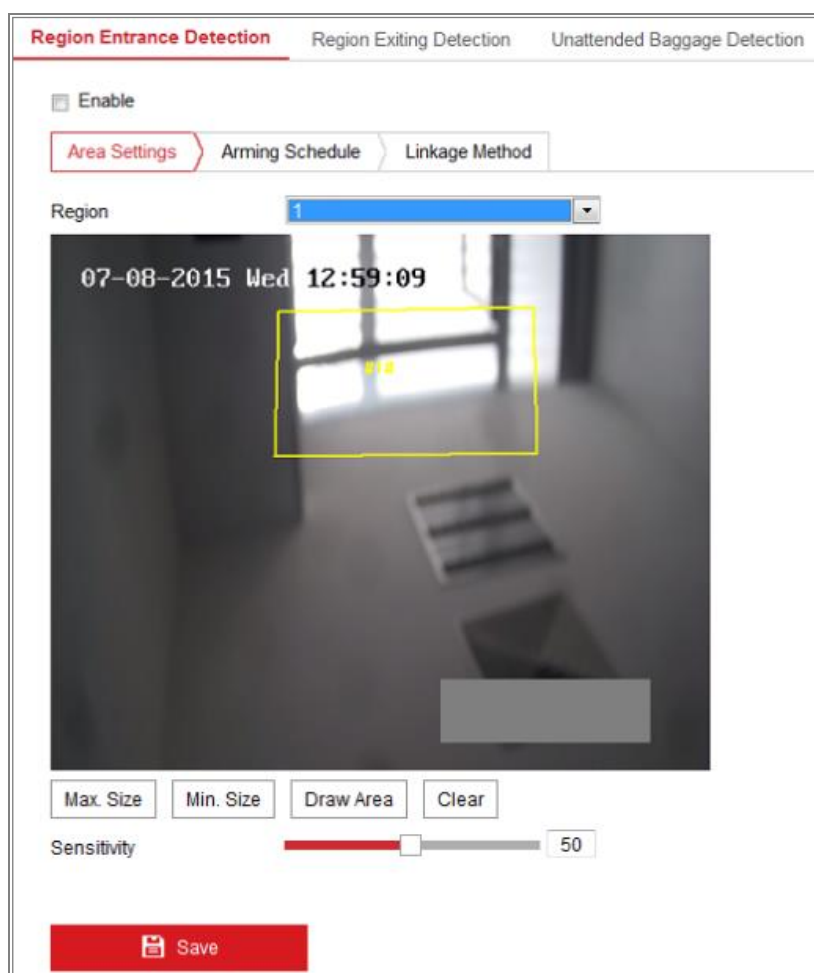 Region Entrance Detection Region Exiting Detection Unattended Baggage Detection
Enable
Area Settings Arming Schedule Linkage Method
Region 1
07-08-2015 Wed 12:59:09
#1#
Max. Size Min. Size Draw Area Clear
Sensitivity 50
Save